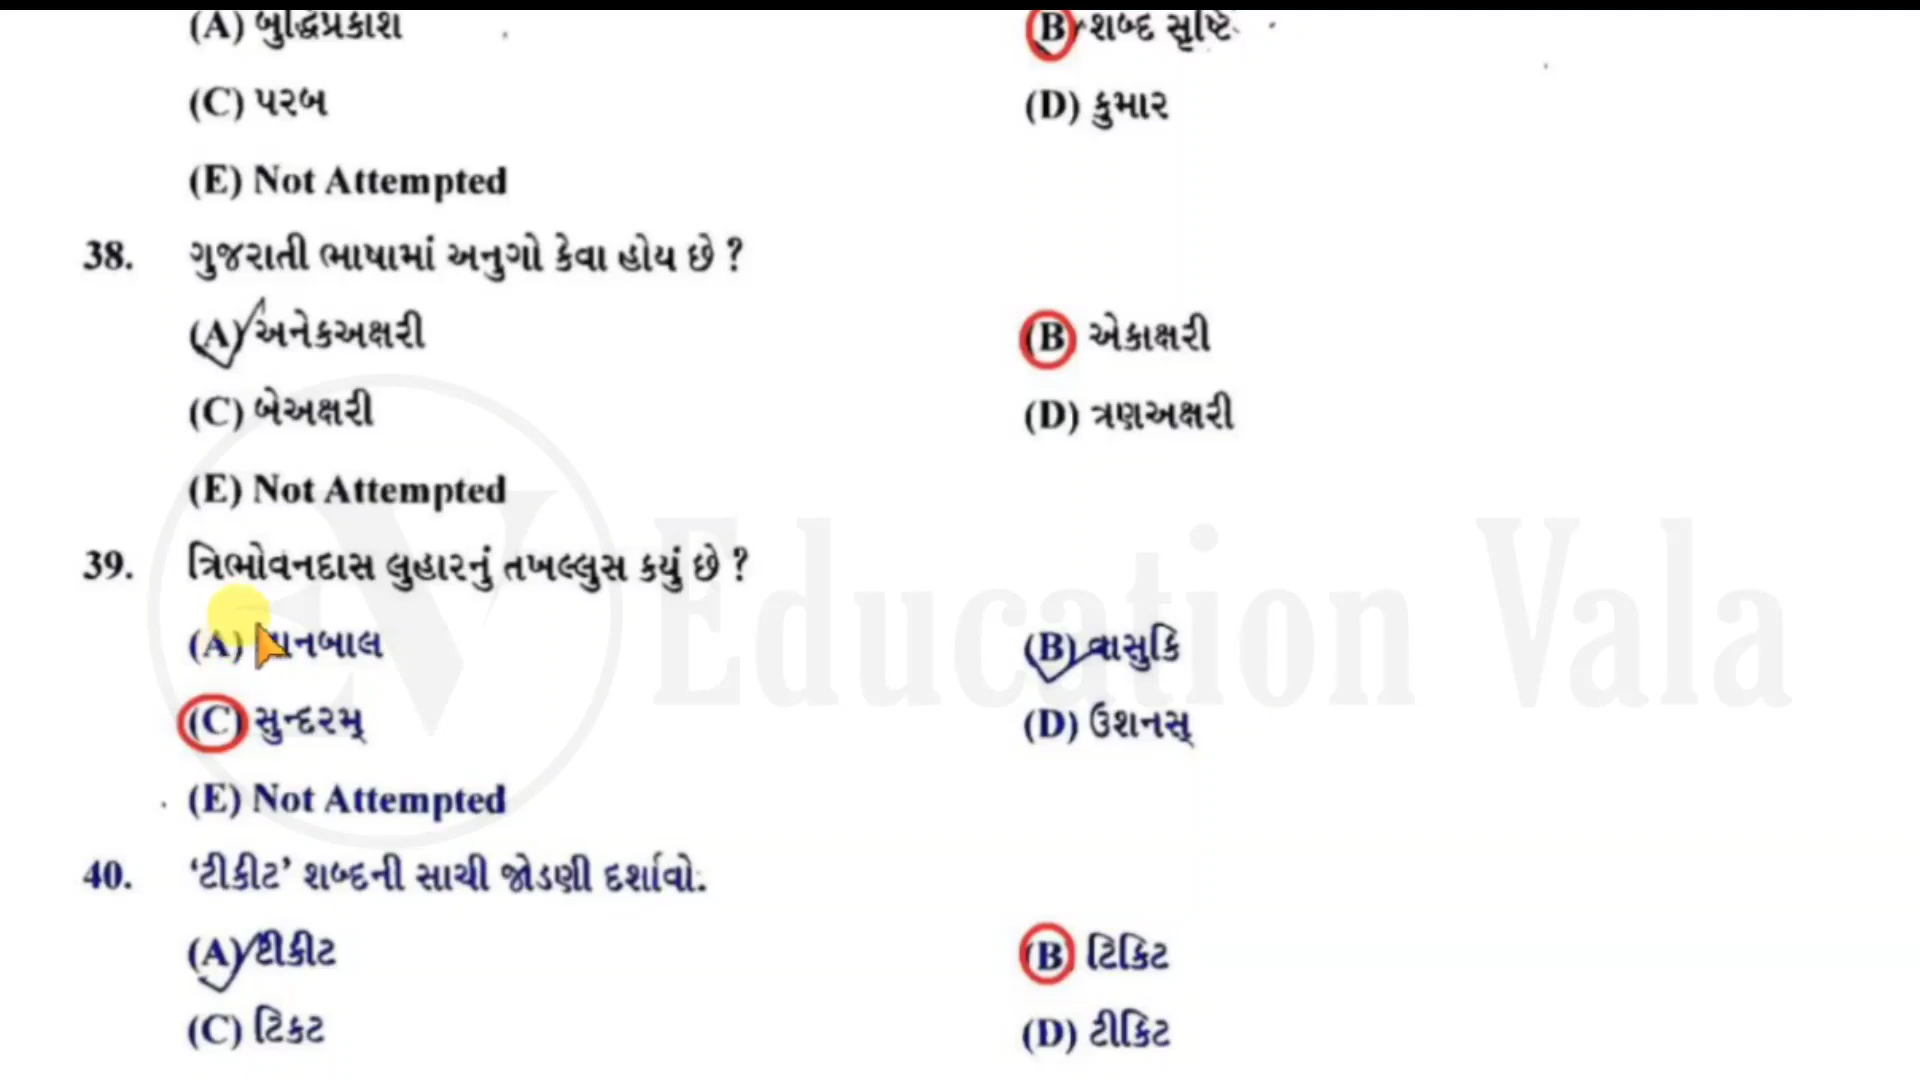 (A) બુદ્ધિપ્રકાશ
(B) શબ્દ સૃષ્ટિ
(C) પરબ
(D) કુમાર
(E) Not Attempted
38. ગુજરાતી ભાષામાં અનુગો કેવા હોય છે ?
(A) અનેકઅક્ષરી
(B) એકાક્ષરી
(C) બેઅક્ષરી
(D) ત્રણઅક્ષરી
(E) Not Attempted
39. ત્રિભોવનદાસ લુહારનું તખલ્લુસ કયું છે ?
(A)
(B) વાસુકિ
(C) સુન્દરમ્
(D) ઉશનસ્
(E) Not Attempted
40. ‘ટીકીટ’ શબ્દની સાચી જોડણી દર્શાવો.
(A) ટીકીટ
(B) ટિકિટ
(C) ટિકટ
(D) ટીકિટ
EV Education Vala